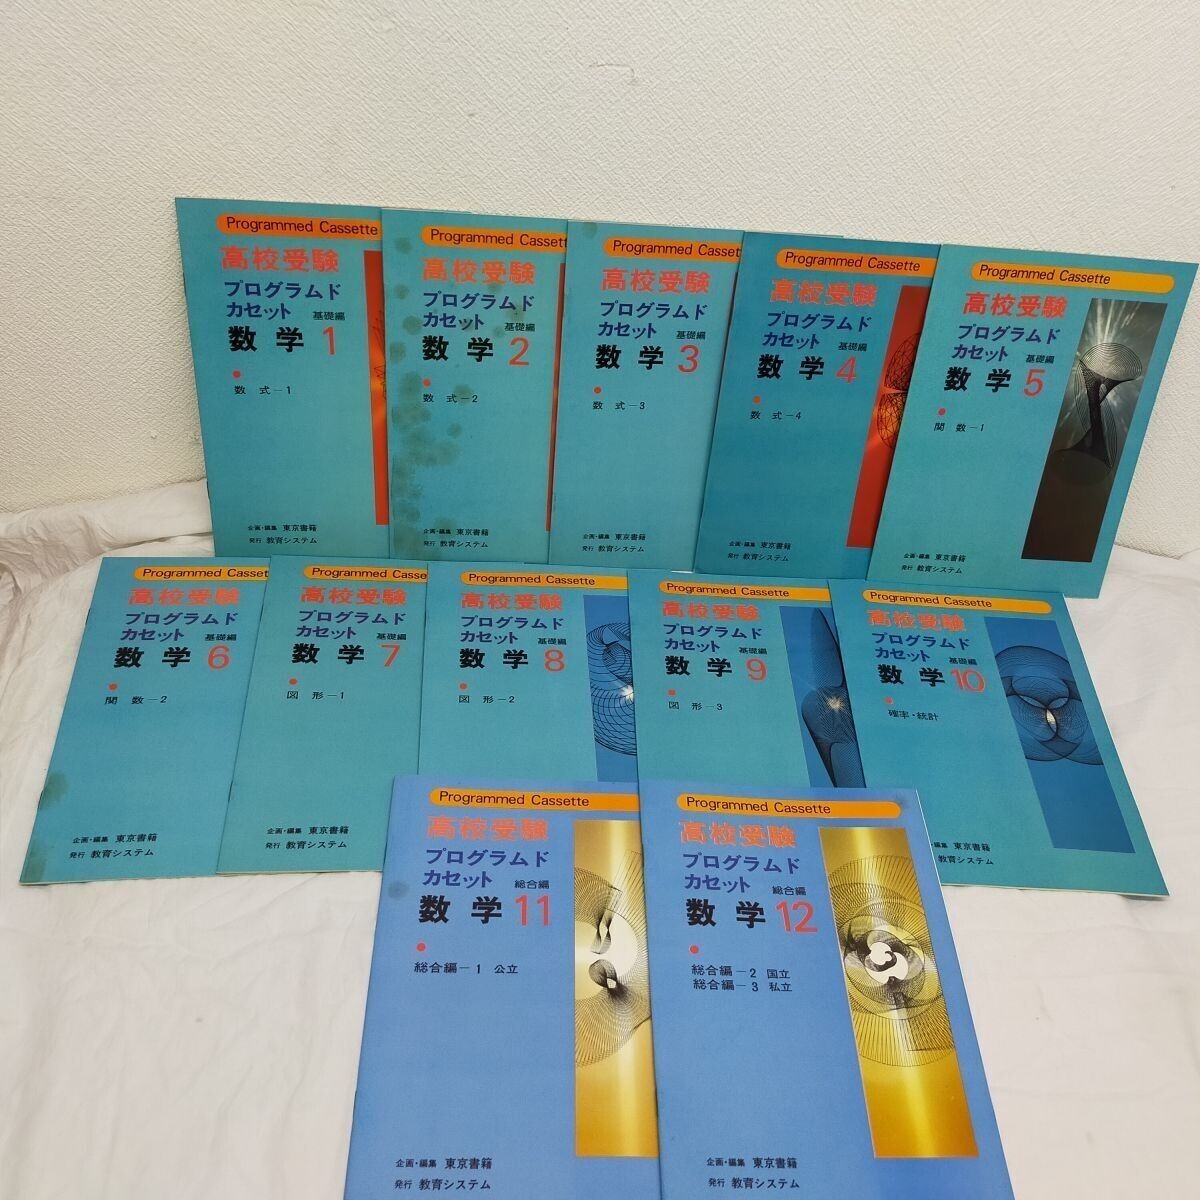 Programmed Cassette
高校受験
プログラムド
カセット 基礎編
数学 1
数式－1
企画・編集 東京書籍
発行 教育システム
Programmed Cassett
高校受験
プログラムド
カセット 基礎編
数学 2
数式－2
企画・編集 東京書籍
発行 教育システム
Programmed Casset
高校受験
プログラムド
カセット 基礎編
数学 3
数式－3
企画・編集 東京書籍
発行 教育システム
Programmed Cassette
高校受験
プログラムド
カセット 基礎編
数学 4
数式－4
企画・編集 東京書籍
発行 教育システム
Programmed Cassette
高校受験
プログラムド
カセット 基礎編
数学 5
関数－1
企画・編集 東京書籍
発行 教育システム
Programmed Casset
高校受験
プログラムド
カセット 基礎編
数学 6
関数－2
企画・編集 東京書籍
発行 教育システム
Programmed Casse
高校受験
プログラムド
カセット 基礎編
数学 7
図形－1
企画・編集 東京書籍
発行 教育システム
Programmed Cassette
高校受験
プログラムド
カセット 基礎編
数学 8
図形－2
Programmed Cassette
高校受験
プログラムド
カセット 基礎編
数学 9
図形－3
Programmed Cassette
高校受験
プログラムド
カセット 基礎編
数学 10
確率・統計
編集 東京書籍
教育システム
Programmed Cassette
高校受験
プログラムド
カセット 総合編
数学 11
総合編－1 公立
企画・編集 東京書籍
発行 教育システム
Programmed Cassette
高校受験
プログラムド
カセット 総合編
数学 12
総合編－2 国立
総合編－3 私立
企画・編集 東京書籍
発行 教育システム